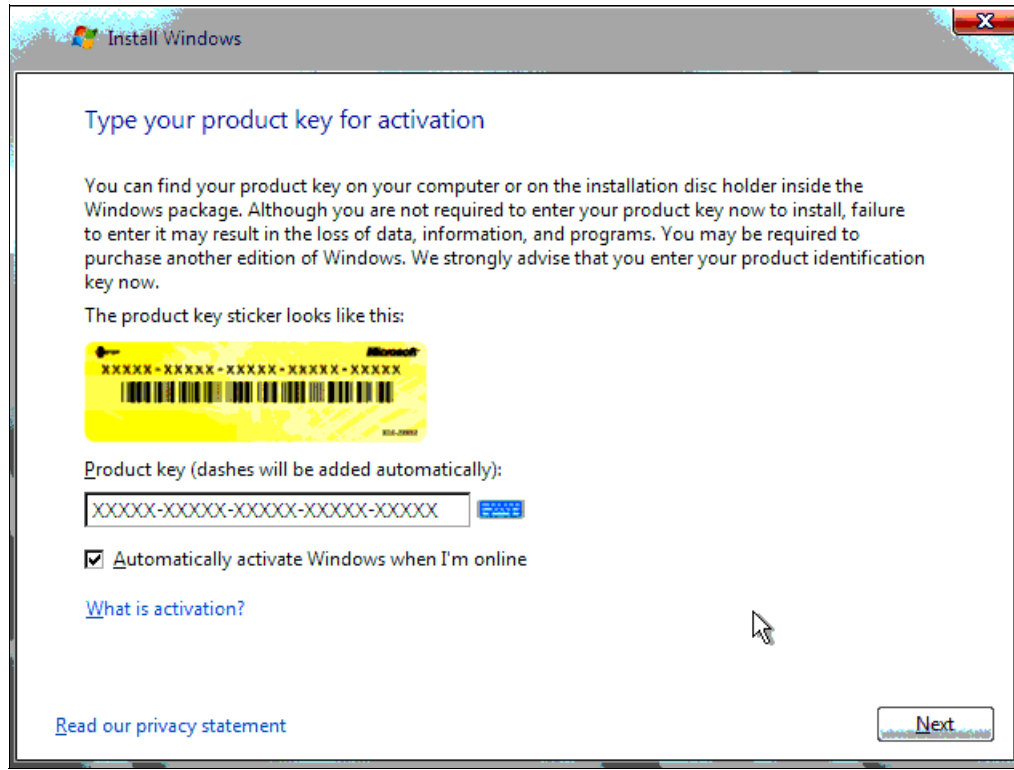 Install Windows
Type your product key for activation
You can find your product key on your computer or on the installation disc holder inside the
Windows package. Although you are not required to enter your product key now to install, failure
to enter it may result in the loss of data, information, and programs. You may be required to
purchase another edition of Windows. We strongly advise that you enter your product identification
key now.
The product key sticker looks like this:
Microsoft
XXXXX-XXXXX-XXXXX-XXXXX-XXXXX
Product key (dashes will be added automatically):
XXXXX-XXXXX-XXXXX-XXXXX-XXXXX
Automatically activate Windows when I'm online
What is activation?
Read our privacy statement
Next